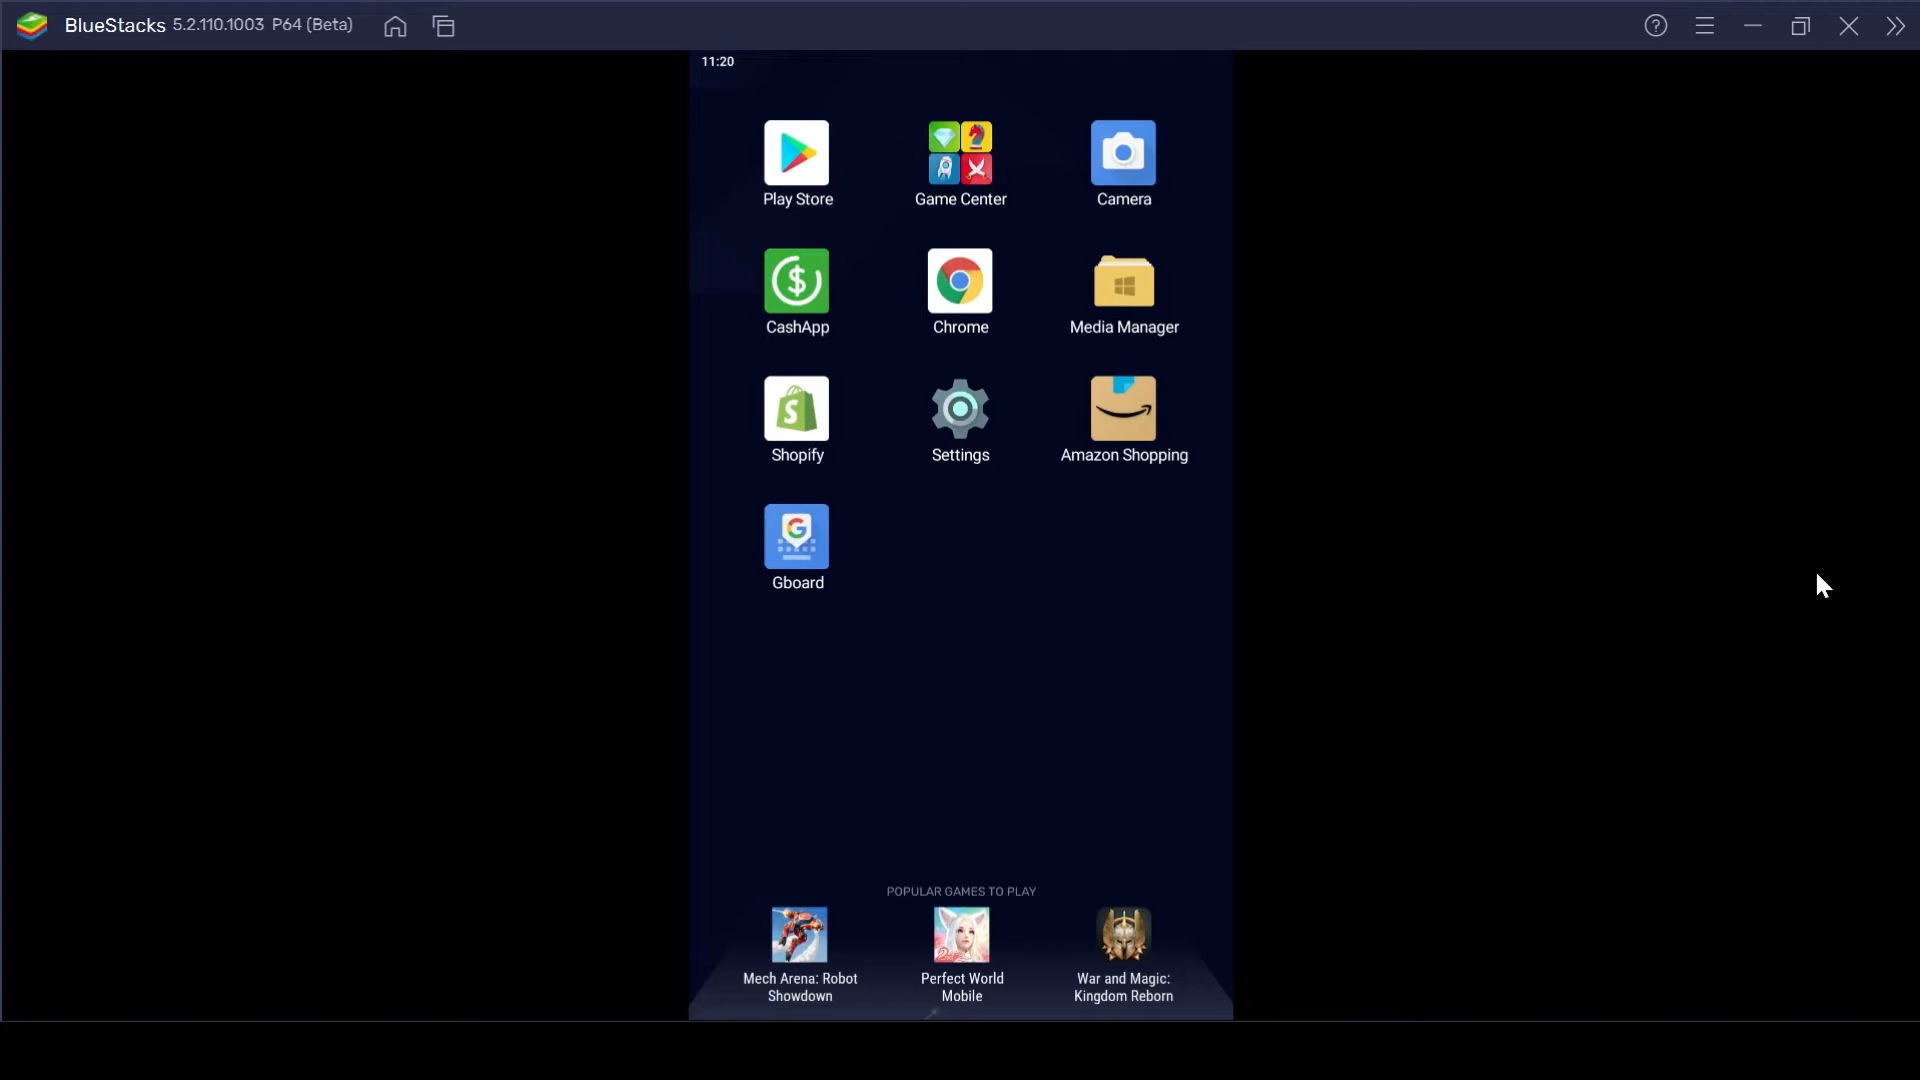 BlueStacks 5.2.110.1003 P64 (Beta)
11:20
Play Store
Game Center
Camera
CashApp
Chrome
Media Manager
Shopify
Settings
Amazon Shopping
Gboard
POPULAR GAMES TO PLAY
Mech Arena: Robot
Showdown
Perfect World
Mobile
War and Magic:
Kingdom Reborn